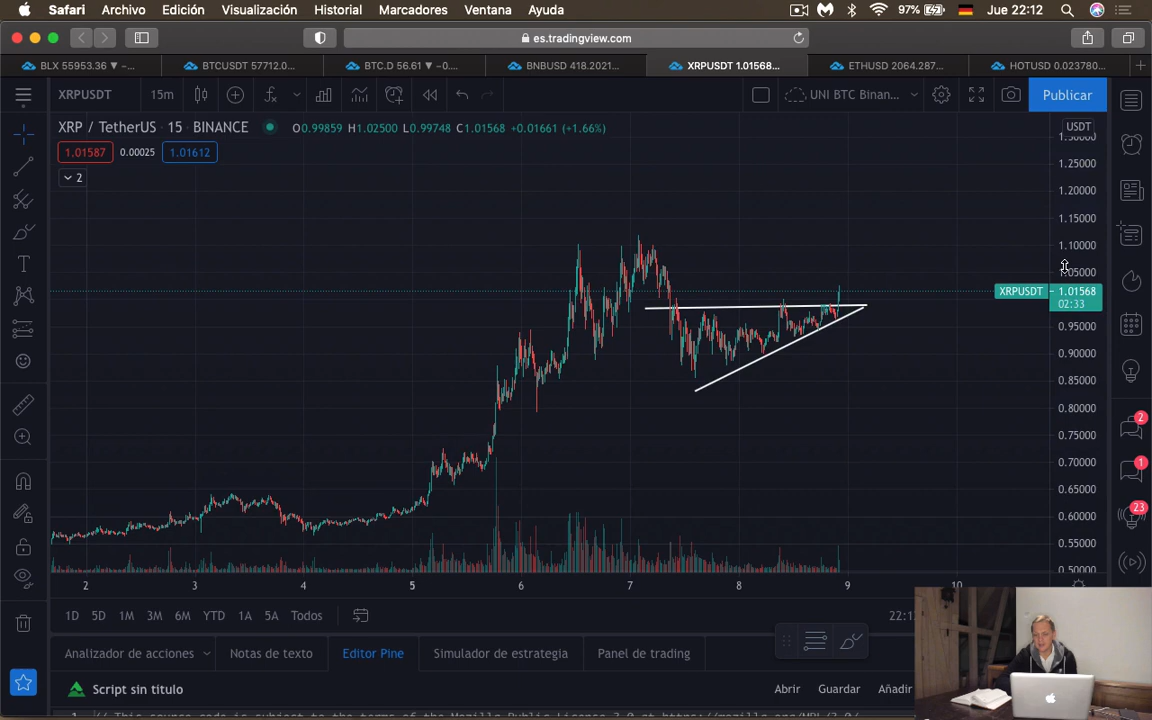 Safari Archivo Edición Visualización Historial Marcadores Ventana Ayuda 97% Jue 22:12
es.tradingview.com
BLX 55953.36 ▼ −... BTCUSDT 57712.0... BTC.D 56.61 ▼ −0.... BNBUSD 418.2021... XRPUSDT 1.01568... ETHUSD 2064.287... HOTUSD 0.023780...
XRPUSDT 15m UNI BTC Binan... Publicar
XRP / TetherUS · 15 · BINANCE O0.99859 H1.02500 L0.99748 C1.01568 +0.01661 (+1.66%)
USDT
1.01587 0.00025 1.01612
2
1.25000
1.20000
1.15000
1.10000
1.05000
XRPUSDT 1.01568
02:33
0.95000
0.90000
0.85000
0.80000
0.75000
0.70000
0.65000
0.60000
0.55000
0.50000
2
1
23
2 3 4 5 6 7 8 9 10
1D 5D 1M 3M 6M YTD 1A 5A Todos
Analizador de acciones Notas de texto Editor Pine Simulador de estrategia Panel de trading
Script sin título Abrir Guardar Añadir